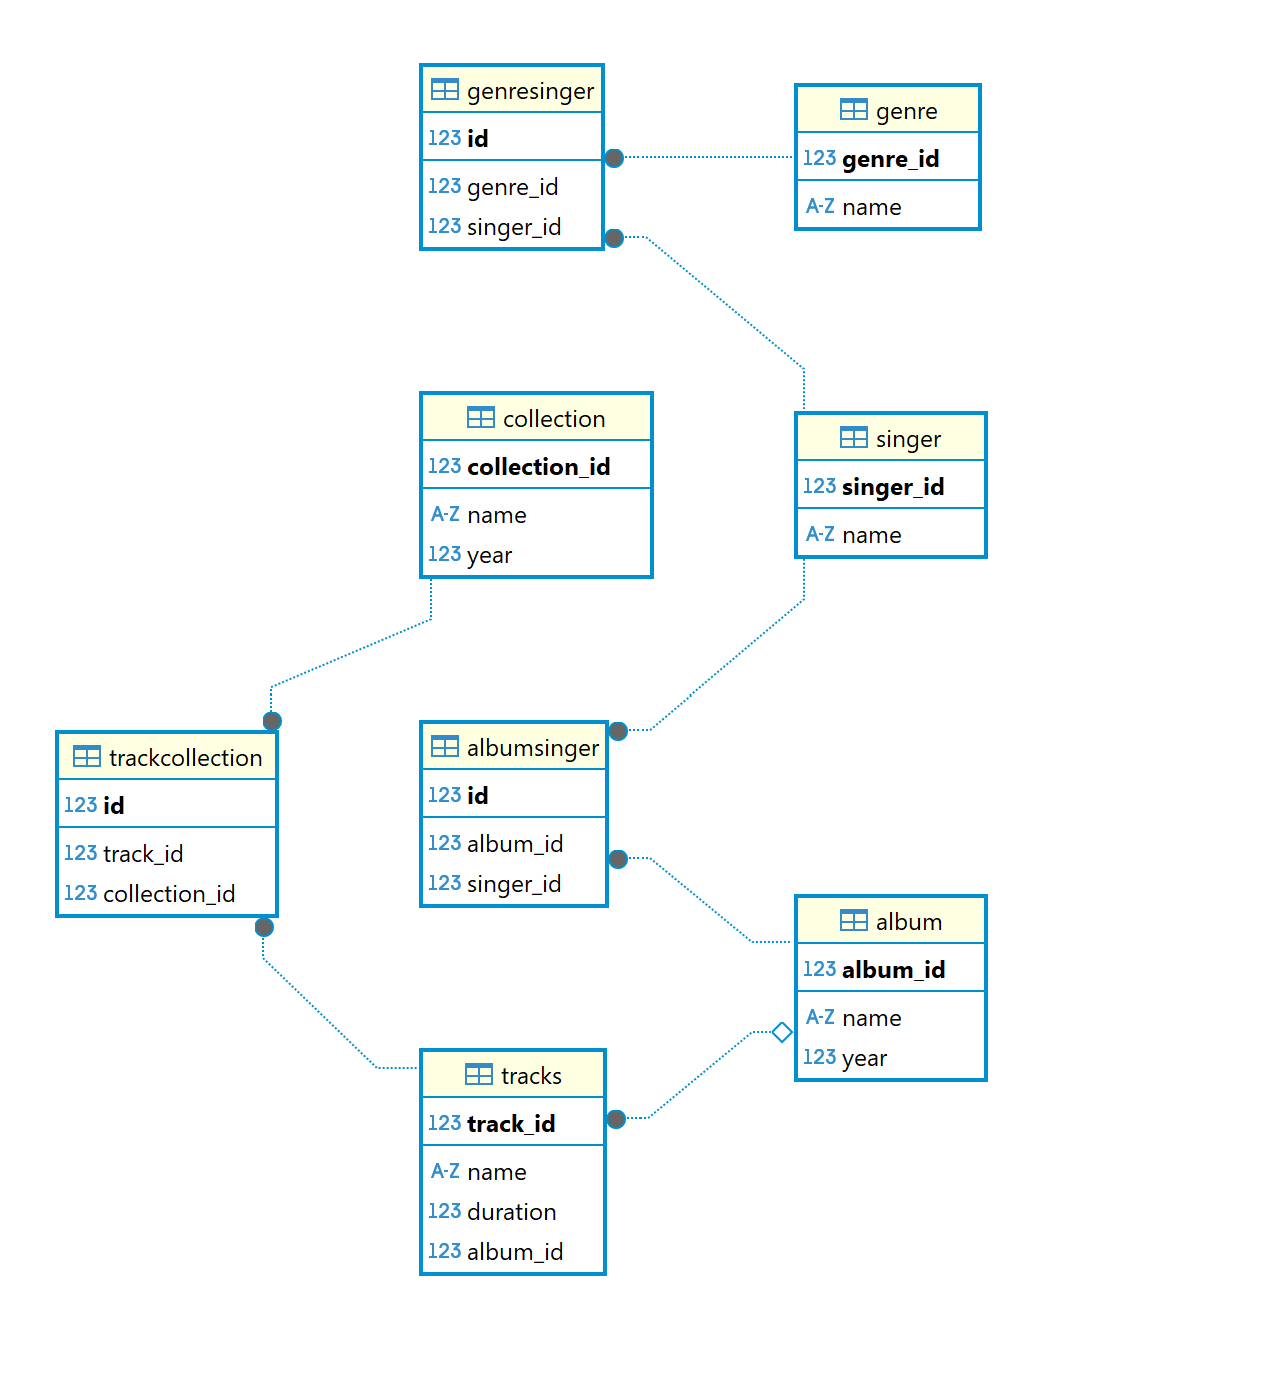 genresinger
123 id
123 genre_id
123 singer_id
genre
123 genre_id
A-Z name
collection
123 collection_id
A-Z name
123 year
singer
123 singer_id
A-Z name
trackcollection
123 id
123 track_id
123 collection_id
albumsinger
123 id
123 album_id
123 singer_id
album
123 album_id
A-Z name
123 year
tracks
123 track_id
A-Z name
123 duration
123 album_id